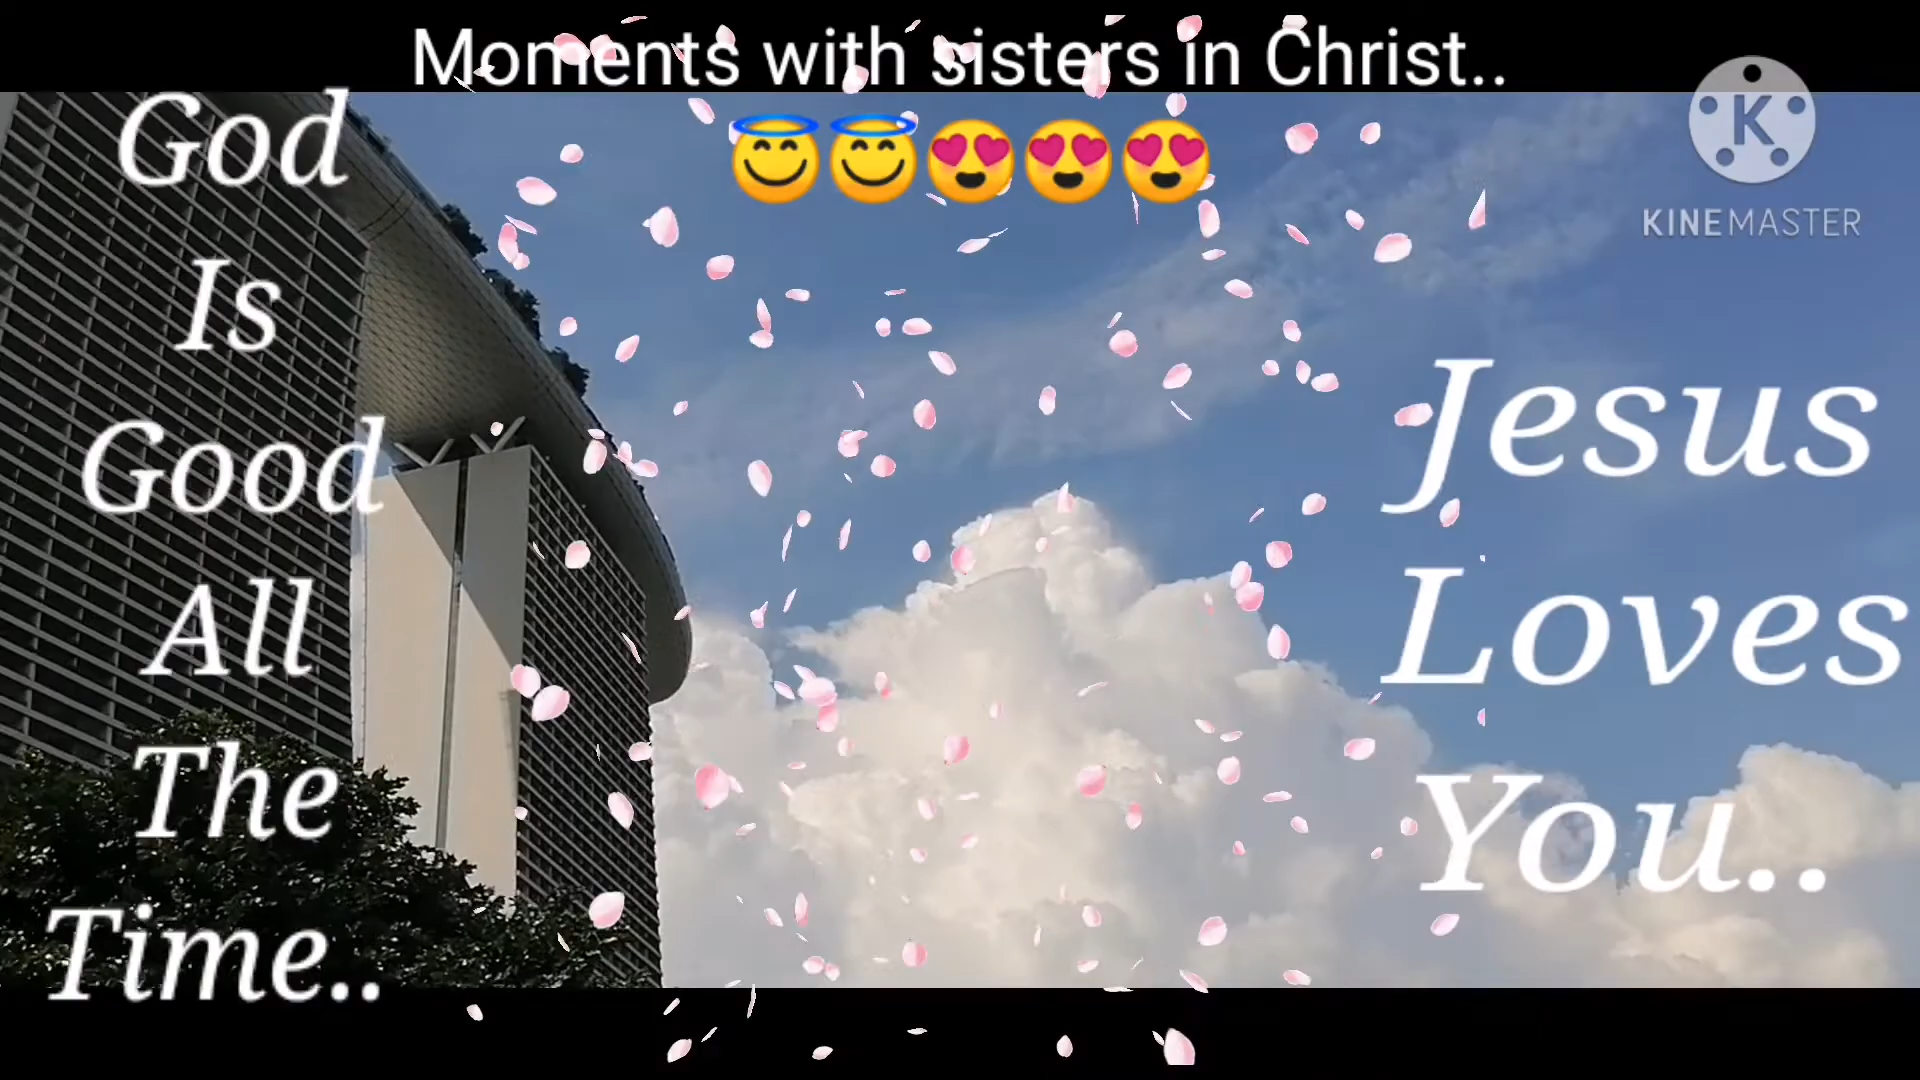 Moments with sisters in Christ..
😇😇😍😍😍
God
Is
Good
All
The
Time..
K
KINEMASTER
Jesus
Loves
You..